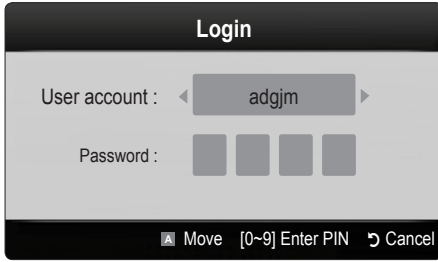 Login
User account : adgjm
Password :
A Move [0~9] Enter PIN Cancel